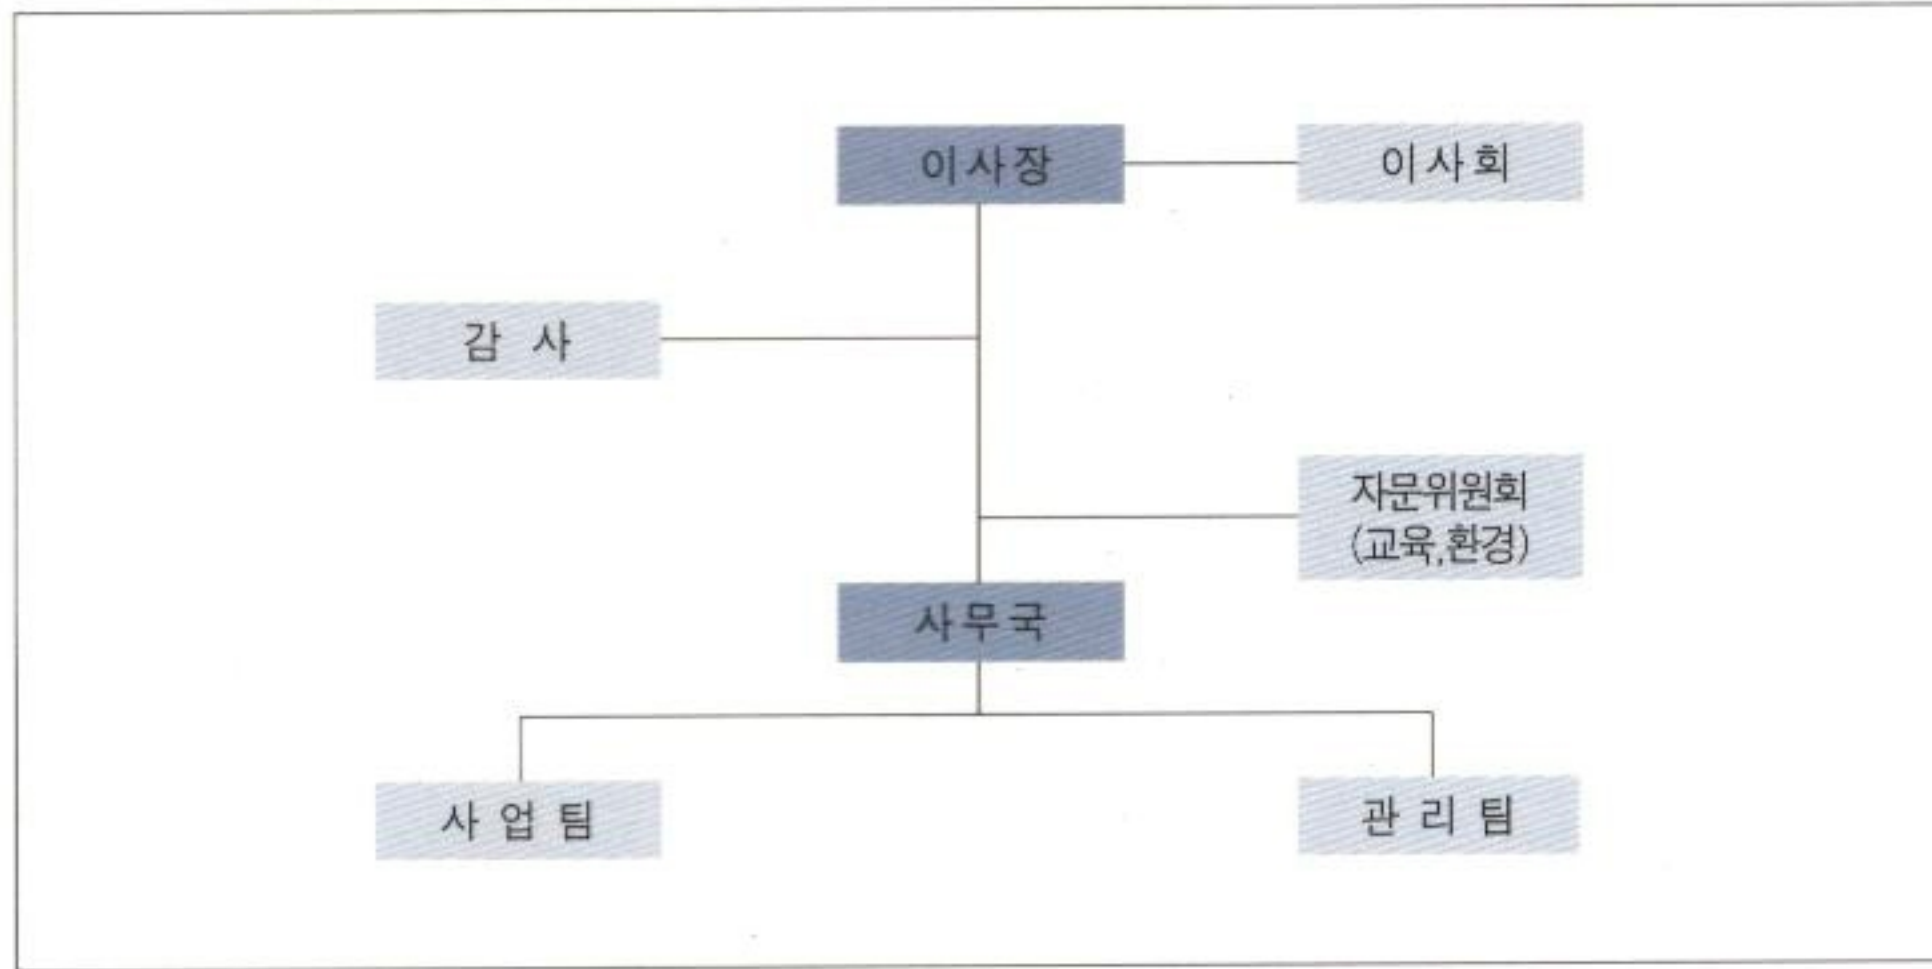 이사장
이사회
감 사
자문위원회
(교육,환경)
사무국
사 업 팀
관 리 팀